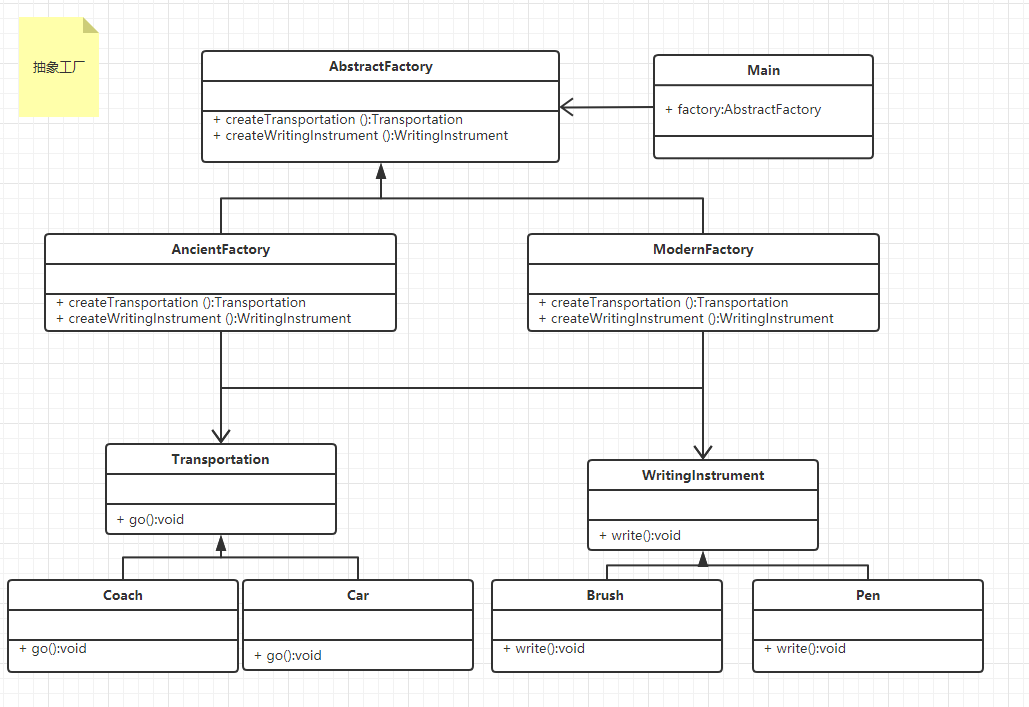 抽象工厂
AbstractFactory
+ createTransportation ():Transportation
+ createWritingInstrument ():WritingInstrument
Main
+ factory:AbstractFactory
AncientFactory
+ createTransportation ():Transportation
+ createWritingInstrument ():WritingInstrument
ModernFactory
+ createTransportation ():Transportation
+ createWritingInstrument ():WritingInstrument
Transportation
+ go():void
WritingInstrument
+ write():void
Coach
+ go():void
Car
+ go():void
Brush
+ write():void
Pen
+ write():void